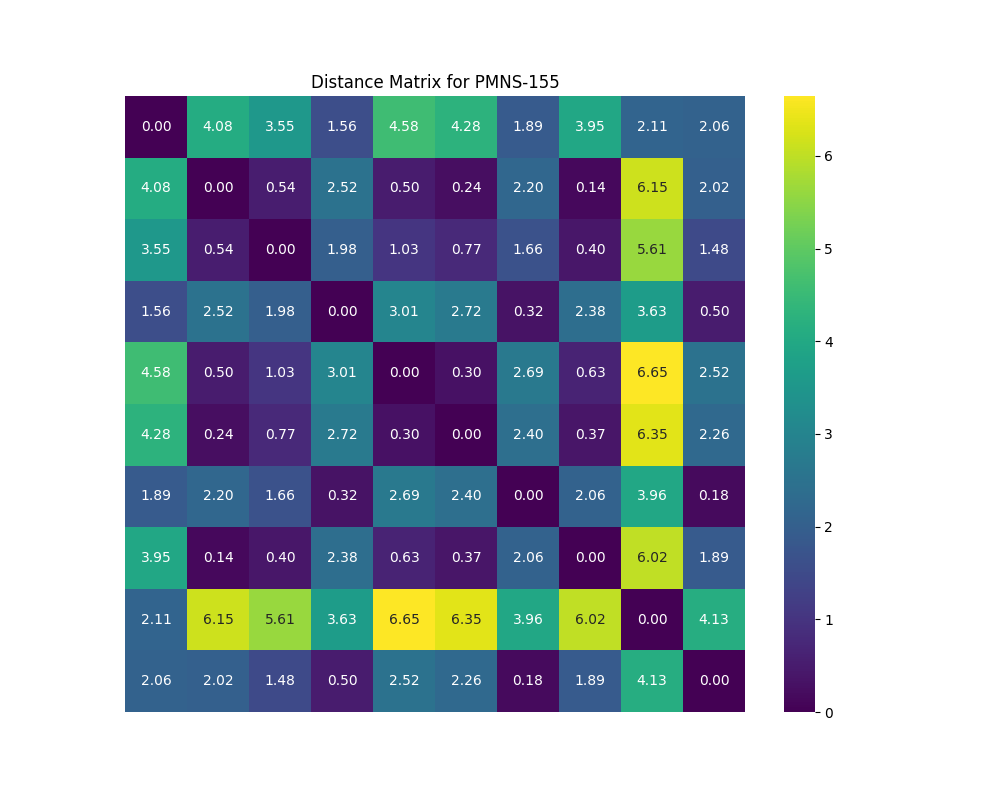 Distance Matrix for PMNS-155
0.00 4.08 3.55 1.56 4.58 4.28 1.89 3.95 2.11 2.06
4.08 0.00 0.54 2.52 0.50 0.24 2.20 0.14 6.15 2.02
3.55 0.54 0.00 1.98 1.03 0.77 1.66 0.40 5.61 1.48
1.56 2.52 1.98 0.00 3.01 2.72 0.32 2.38 3.63 0.50
4.58 0.50 1.03 3.01 0.00 0.30 2.69 0.63 6.65 2.52
4.28 0.24 0.77 2.72 0.30 0.00 2.40 0.37 6.35 2.26
1.89 2.20 1.66 0.32 2.69 2.40 0.00 2.06 3.96 0.18
3.95 0.14 0.40 2.38 0.63 0.37 2.06 0.00 6.02 1.89
2.11 6.15 5.61 3.63 6.65 6.35 3.96 6.02 0.00 4.13
2.06 2.02 1.48 0.50 2.52 2.26 0.18 1.89 4.13 0.00
6
5
4
3
2
1
0